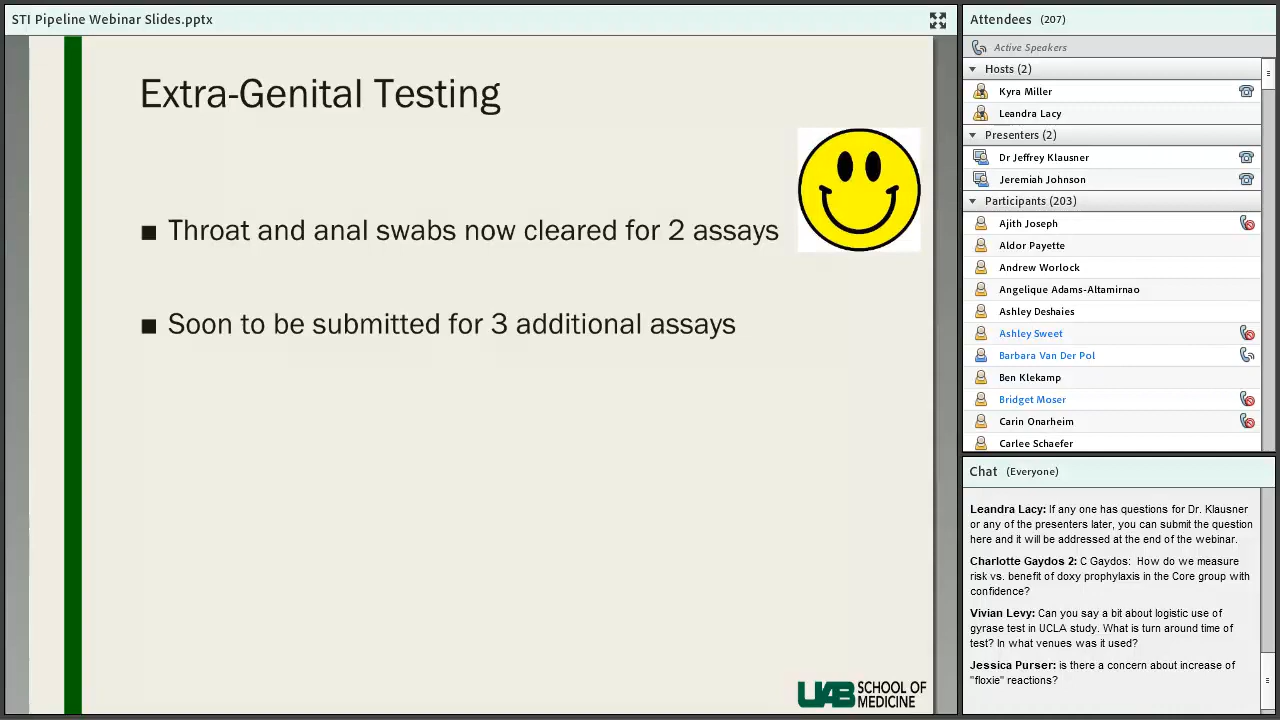 STI Pipeline Webinar Slides.pptx
Extra-Genital Testing
■ Throat and anal swabs now cleared for 2 assays
■ Soon to be submitted for 3 additional assays
UAB SCHOOL OF
MEDICINE
Attendees (207)
Active Speakers
Hosts (2)
Kyra Miller
Leandra Lacy
Presenters (2)
Dr Jeffrey Klausner
Jeremiah Johnson
Participants (203)
Ajith Joseph
Aldor Payette
Andrew Worlock
Angelique Adams-Altamirnao
Ashley Deshaies
Ashley Sweet
Barbara Van Der Pol
Ben Klekamp
Bridget Moser
Carin Onarheim
Carlee Schaefer
Chat (Everyone)
Leandra Lacy: If any one has questions for Dr. Klausner
or any of the presenters later, you can submit the question
here and it will be addressed at the end of the webinar.
Charlotte Gaydos 2: C Gaydos: How do we measure
risk vs. benefit of doxy prophylaxis in the Core group with
confidence?
Vivian Levy: Can you say a bit about logistic use of
gyrase test in UCLA study. What is turn around time of
test? In what venues was it used?
Jessica Purser: is there a concern about increase of
"floxie" reactions?